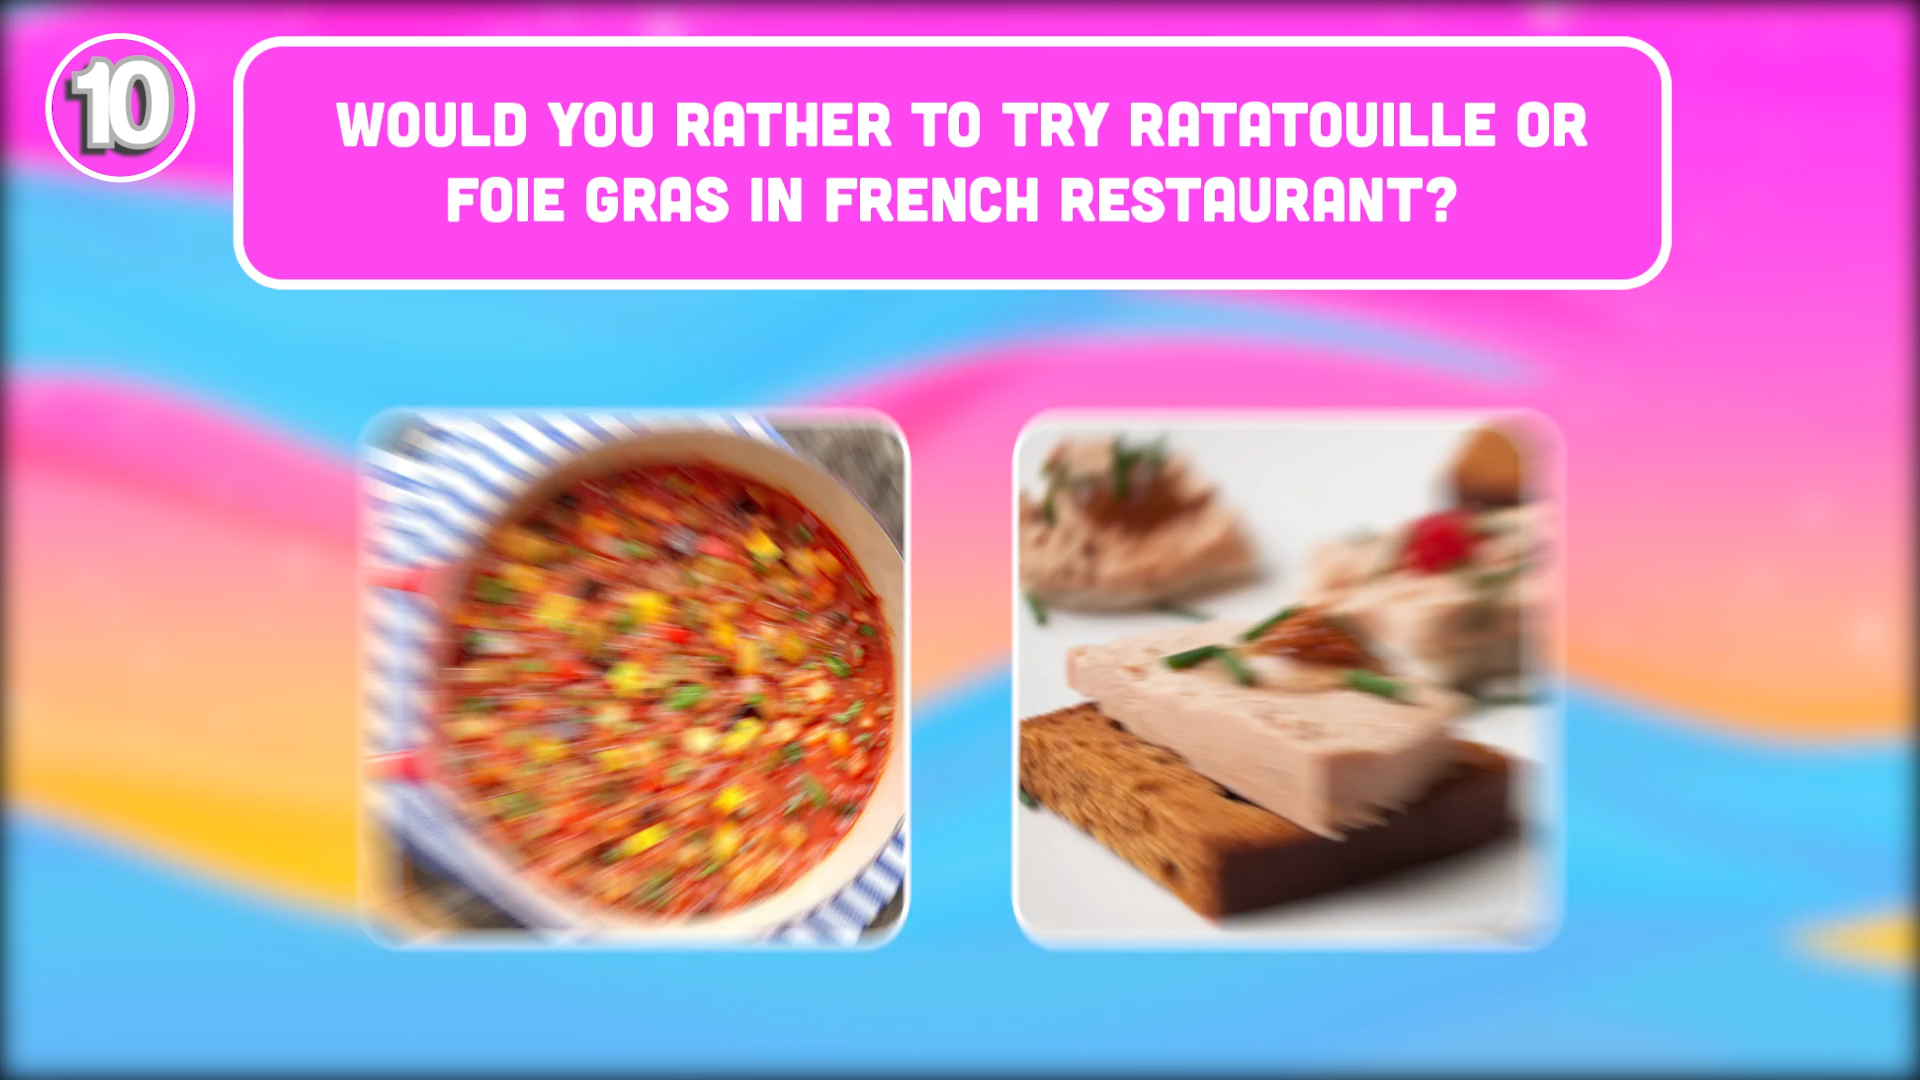 10
WOULD YOU RATHER TO TRY RATATOUILLE OR
FOIE GRAS IN FRENCH RESTAURANT?